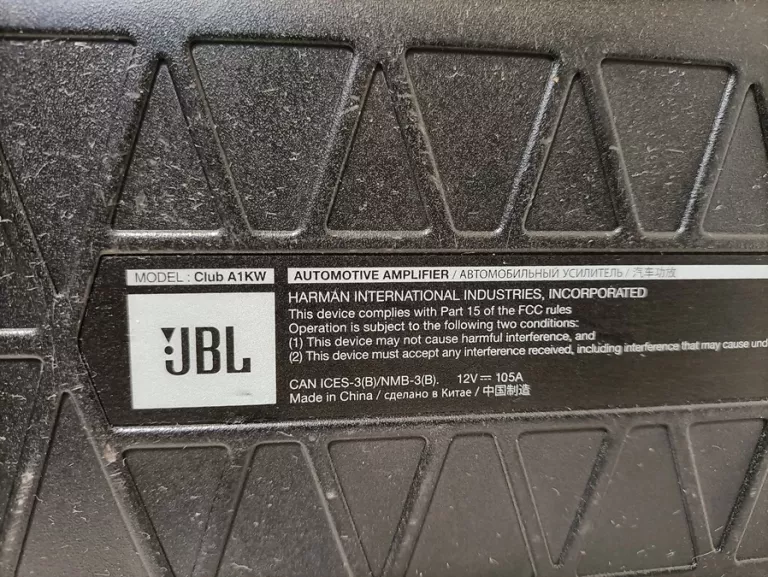 MODEL : Club A1KW
AUTOMOTIVE AMPLIFIER / АВТОМОБИЛЬНЫЙ УСИЛИТЕЛЬ / 汽车功放
JBL
HARMAN INTERNATIONAL INDUSTRIES, INCORPORATED
This device complies with Part 15 of the FCC rules
Operation is subject to the following two conditions:
(1) This device may not cause harmful interference, and
(2) This device must accept any interference received, including interference that may cause und
CAN ICES-3(B)/NMB-3(B). 12V⎓105A
Made in China / сделано в Китае / 中国制造